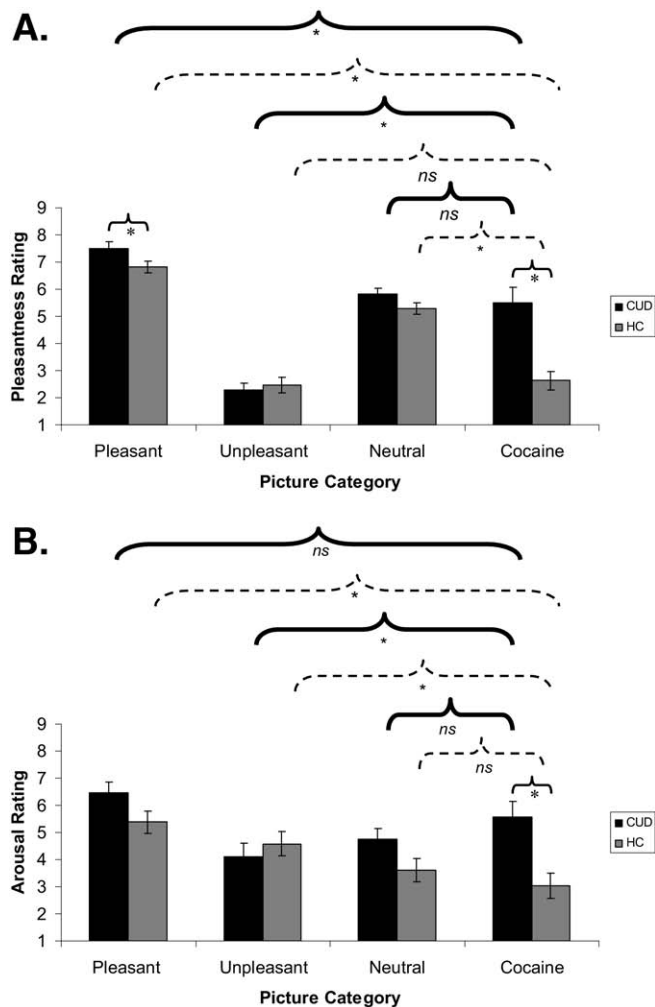 A.
*
*
*
ns
ns
*
*
*
9
8
7
6
5
4
3
2
1
Pleasantness Rating
Pleasant Unpleasant Neutral Cocaine
Picture Category
CUD
HC
B.
ns
*
*
*
ns
ns
*
9
8
7
6
5
4
3
2
1
Arousal Rating
Pleasant Unpleasant Neutral Cocaine
Picture Category
CUD
HC